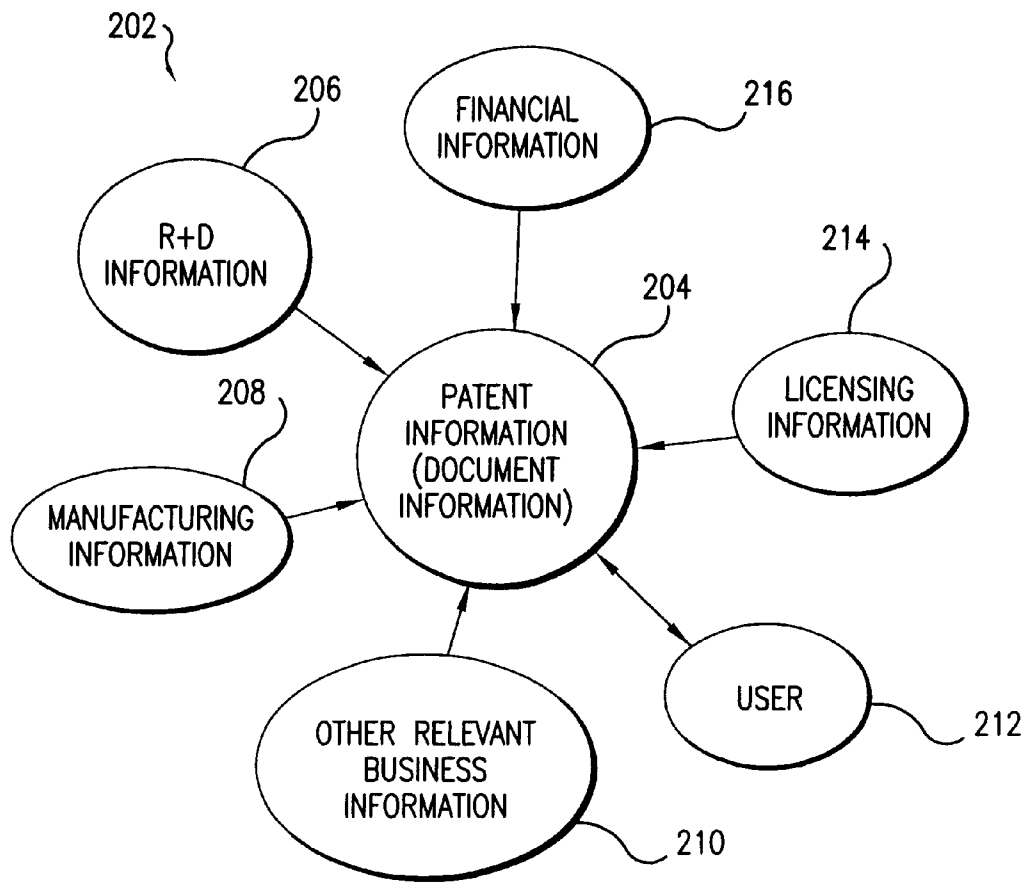 202
206
FINANCIAL
INFORMATION
216
R+D
INFORMATION
214
204
208
PATENT
INFORMATION
(DOCUMENT
INFORMATION)
LICENSING
INFORMATION
MANUFACTURING
INFORMATION
USER
212
OTHER RELEVANT
BUSINESS
INFORMATION
210